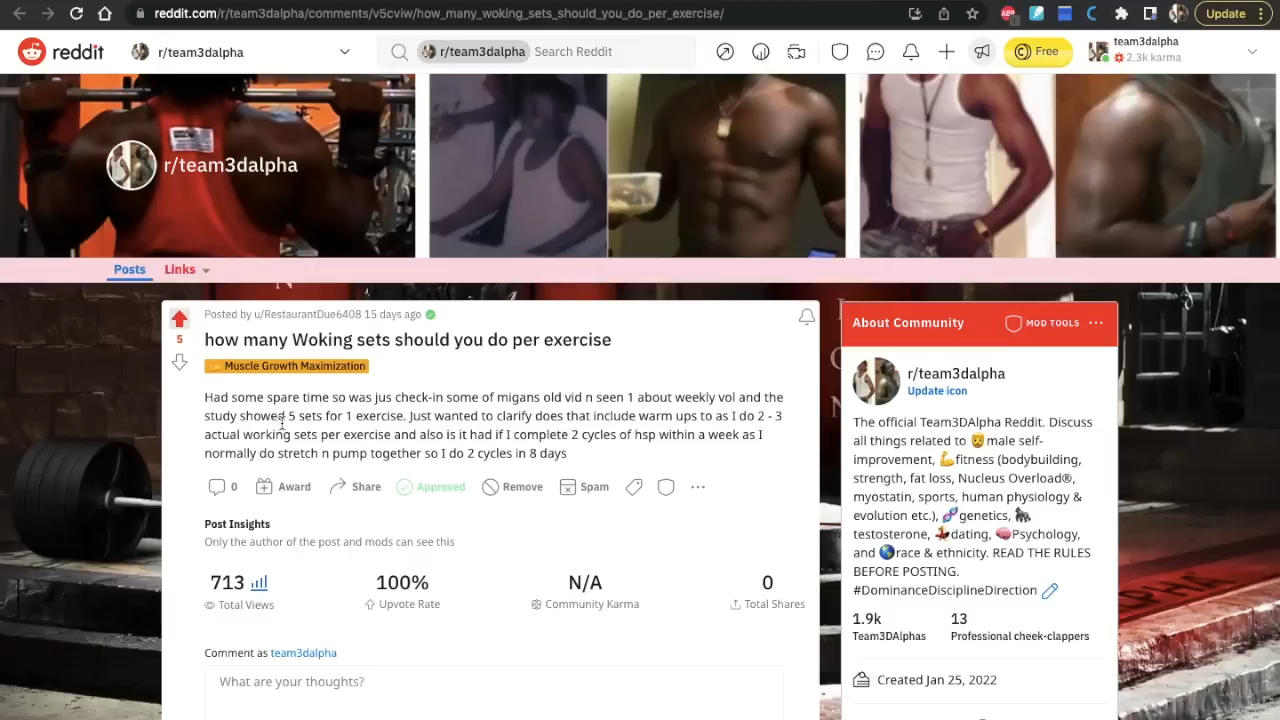 reddit.com/r/team3dalpha/comments/v5cviw/how_many_woking_sets_should_you_do_per_exercise/
ABP
Update
reddit
r/team3dalpha
r/team3dalpha
Search Reddit
Free
team3dalpha
2.3k karma
r/team3dalpha
Posts
Links
Posted by u/RestaurantDue6408 15 days ago
5
how many Woking sets should you do per exercise
Muscle Growth Maximization
Had some spare time so was jus check-in some of migans old vid n seen 1 about weekly vol and the
study showed 5 sets for 1 exercise. Just wanted to clarify does that include warm ups to as I do 2 - 3
actual working sets per exercise and also is it had if I complete 2 cycles of hsp within a week as I
normally do stretch n pump together so I do 2 cycles in 8 days
0
Award
Share
Approved
Remove
Spam
Post Insights
Only the author of the post and mods can see this
713
Total Views
100%
Upvote Rate
N/A
Community Karma
0
Total Shares
Comment as team3dalpha
What are your thoughts?
About Community
MOD TOOLS
r/team3dalpha
Update icon
The official Team3DAlpha Reddit. Discuss
all things related to 🦁male self-
improvement, 💪fitness (bodybuilding,
strength, fat loss, Nucleus Overload®,
myostatin, sports, human physiology &
evolution etc.), 🧬genetics, 🦍
testosterone, 💃dating, 🧠Psychology,
and 🌎race & ethnicity. READ THE RULES
BEFORE POSTING.
#DominanceDisciplineDirection
1.9k
Team3DAlphas
13
Professional cheek-clappers
Created Jan 25, 2022